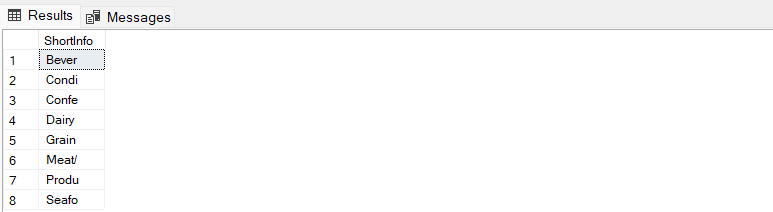 Results Messages
ShortInfo
1 Bever
2 Condi
3 Confe
4 Dairy
5 Grain
6 Meat/
7 Produ
8 Seafo